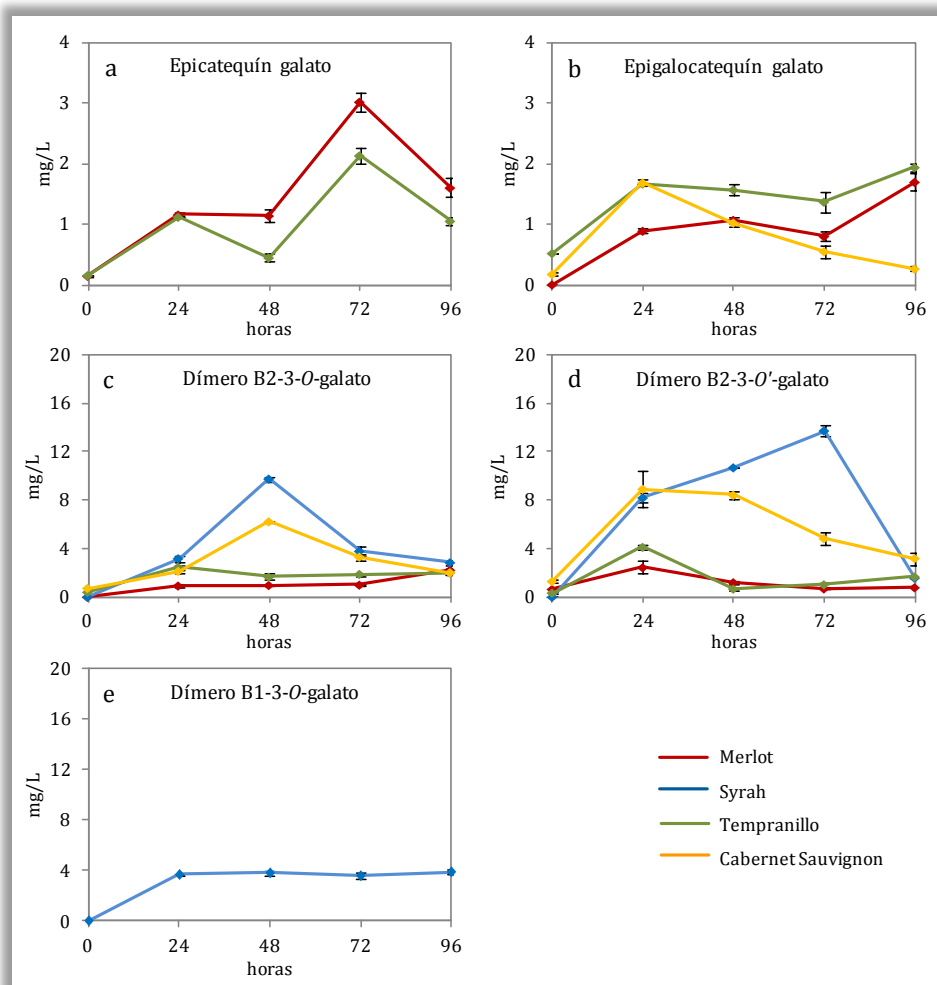 a Epicatequín galato
mg/L
4
3
2
1
0
0 24 48 72 96
horas
b Epigalocatequín galato
mg/L
4
3
2
1
0
0 24 48 72 96
horas
c Dímero B2-3-O-galato
mg/L
20
16
12
8
4
0
0 24 48 72 96
horas
d Dímero B2-3-O'-galato
mg/L
20
16
12
8
4
0
0 24 48 72 96
horas
e Dímero B1-3-O-galato
mg/L
20
16
12
8
4
0
0 24 48 72 96
horas
Merlot
Syrah
Tempranillo
Cabernet Sauvignon